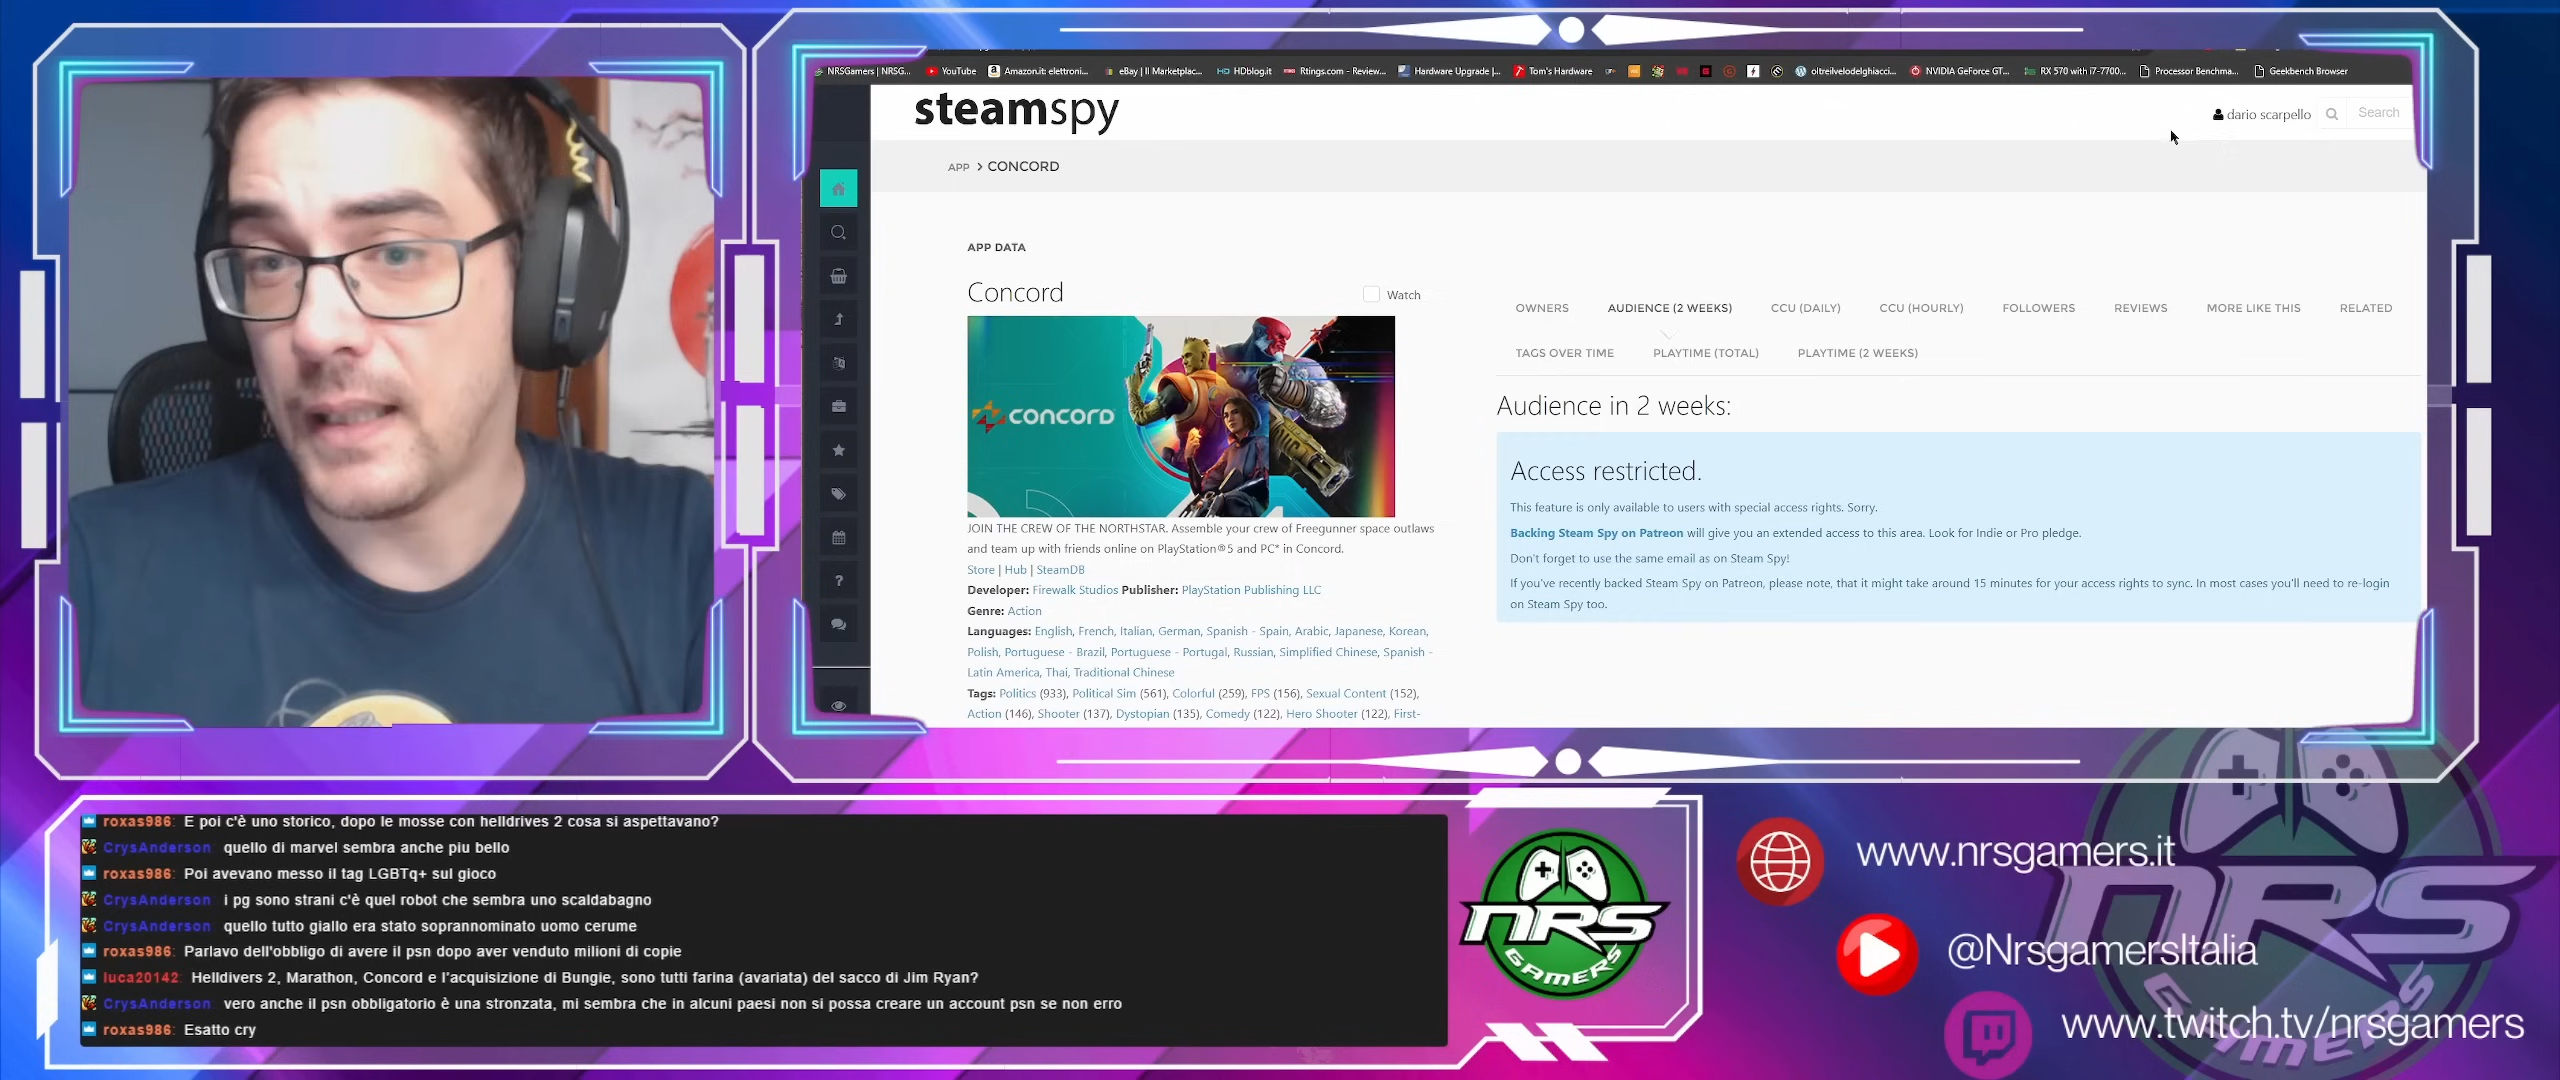 NRSGamers | NRSG...
YouTube
Amazon.it: elettroni...
eBay | Il Marketplac...
HDblog.it
Rtings.com - Review...
Hardware Upgrade |...
Tom's Hardware
oltreilvelodelghiacci...
NVIDIA GeForce GT...
RX 570 with i7-7700...
Processor Benchma...
Geekbench Browser
steamspy
dario scarpello
Search
APP > CONCORD
APP DATA
Concord
Watch
CONCORD
JOIN THE CREW OF THE NORTHSTAR. Assemble your crew of Freegunner space outlaws
and team up with friends online on PlayStation®5 and PC* in Concord.
Store | Hub | SteamDB
Developer: Firewalk Studios Publisher: PlayStation Publishing LLC
Genre: Action
Languages: English, French, Italian, German, Spanish - Spain, Arabic, Japanese, Korean,
Polish, Portuguese - Brazil, Portuguese - Portugal, Russian, Simplified Chinese, Spanish -
Latin America, Thai, Traditional Chinese
Tags: Politics (933), Political Sim (561), Colorful (259), FPS (156), Sexual Content (152),
Action (146), Shooter (137), Dystopian (135), Comedy (122), Hero Shooter (122), First-
OWNERS AUDIENCE (2 WEEKS) CCU (DAILY) CCU (HOURLY) FOLLOWERS REVIEWS MORE LIKE THIS RELATED
TAGS OVER TIME PLAYTIME (TOTAL) PLAYTIME (2 WEEKS)
Audience in 2 weeks:
Access restricted.
This feature is only available to users with special access rights. Sorry.
Backing Steam Spy on Patreon will give you an extended access to this area. Look for Indie or Pro pledge.
Don't forget to use the same email as on Steam Spy!
If you've recently backed Steam Spy on Patreon, please note, that it might take around 15 minutes for your access rights to sync. In most cases you'll need to re-login
on Steam Spy too.
roxas986: E poi c'è uno storico, dopo le mosse con helldrives 2 cosa si aspettavano?
CrysAnderson: quello di marvel sembra anche piu bello
roxas986: Poi avevano messo il tag LGBTq+ sul gioco
CrysAnderson: i pg sono strani c'è quel robot che sembra uno scaldabagno
CrysAnderson: quello tutto giallo era stato soprannominato uomo cerume
roxas986: Parlavo dell'obbligo di avere il psn dopo aver venduto milioni di copie
luca20142: Helldivers 2, Marathon, Concord e l'acquisizione di Bungie, sono tutti farina (avariata) del sacco di Jim Ryan?
CrysAnderson: vero anche il psn obbligatorio è una stronzata, mi sembra che in alcuni paesi non si possa creare un account psn se non erro
roxas986: Esatto cry
NRS
GAMERS
www.nrsgamers.it
@NrsgamersItalia
www.twitch.tv/nrsgamers
NRS
GAMERS